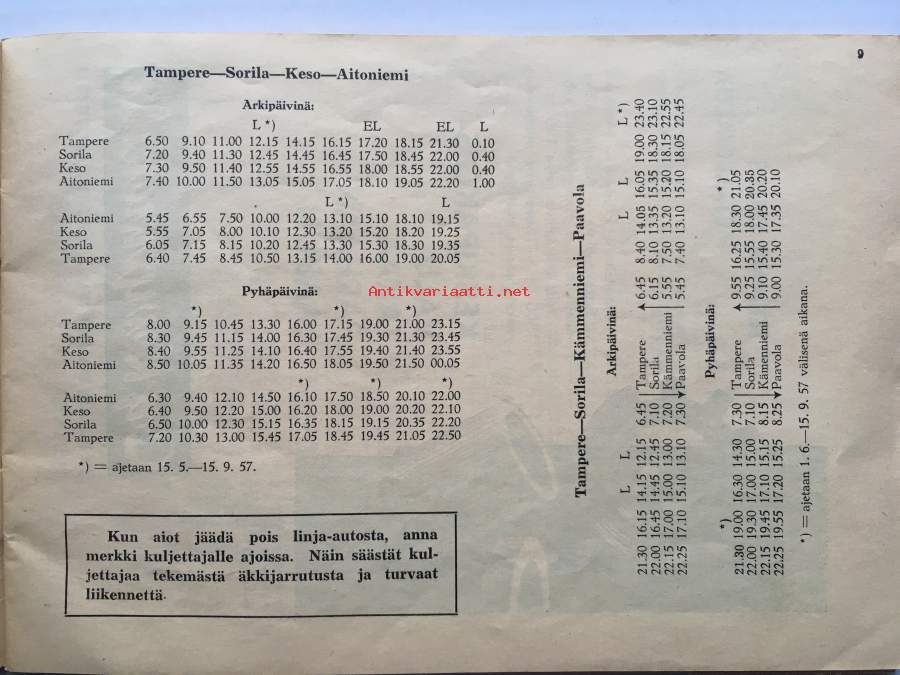 9
Tampere—Sorila—Keso—Aitoniemi
Arkipäivinä:
L *) EL EL L
Tampere 6.50 9.10 11.00 12.15 14.15 16.15 17.20 18.15 21.30 0.10
Sorila 7.20 9.40 11.30 12.45 14.45 16.45 17.50 18.45 22.00 0.40
Keso 7.30 9.50 11.40 12.55 14.55 16.55 18.00 18.55 22.00 0.40
Aitoniemi 7.40 10.00 11.50 13.05 15.05 17.05 18.10 19.05 22.20 1.00
L *) L
Aitoniemi 5.45 6.55 7.50 10.00 12.20 13.10 15.10 18.10 19.15
Keso 5.55 7.05 8.00 10.10 12.30 13.20 15.20 18.20 19.25
Sorila 6.05 7.15 8.15 10.20 12.45 13.30 15.30 18.30 19.35
Tampere 6.40 7.45 8.45 10.50 13.15 14.00 16.00 19.00 20.05
Pyhäpäivinä:
*) *) *)
Tampere 8.00 9.15 10.45 13.30 16.00 17.15 19.00 21.00 23.15
Sorila 8.30 9.45 11.15 14.00 16.30 17.45 19.30 21.30 23.45
Keso 8.40 9.55 11.25 14.10 16.40 17.55 19.40 21.40 23.55
Aitoniemi 8.50 10.05 11.35 14.20 16.50 18.05 19.50 21.50 00.05
*) *) *)
Aitoniemi 6.30 9.40 12.10 14.50 16.10 17.50 18.50 20.10 22.00
Keso 6.40 9.50 12.20 15.00 16.20 18.00 19.00 20.20 22.10
Sorila 6.50 10.00 12.30 15.15 16.35 18.15 19.15 20.35 22.20
Tampere 7.20 10.30 13.00 15.45 17.05 18.45 19.45 21.05 22.50
*) = ajetaan 15. 5.—15. 9. 57.
Kun aiot jäädä pois linja-autosta, anna
merkki kuljettajalle ajoissa. Näin säästät kul-
jettajaa tekemästä äkkijarrutusta ja turvaat
liikennettä.
Antikvariaatti.net
Tampere—Sorila—Kämmenniemi—Paavola
Arkipäivinä:
L L L L *)
21.30 16.15 14.15 12.15 6.45 Tampere 6.45 8.40 14.05 16.05 19.00 23.40
22.00 16.45 14.45 12.45 7.10 Sorila 6.15 8.10 13.35 15.35 18.30 23.10
22.15 17.00 15.00 13.00 7.20 Kämmenniemi 5.55 7.50 13.20 15.20 18.15 22.55
22.25 17.10 15.10 13.10 7.30 Paavola 5.45 7.40 13.10 15.10 18.05 22.45
Pyhäpäivinä:
*) *)
21.30 19.00 16.30 14.30 7.30 Tampere 9.55 16.25 18.30 21.05
22.00 19.30 17.00 15.00 7.10 Sorila 9.25 15.55 18.00 20.35
22.15 19.45 17.10 15.15 8.15 Kämenniemi 9.10 15.40 17.45 20.20
22.25 19.55 17.20 15.25 8.25 Paavola 9.00 15.30 17.35 20.10
*) = ajetaan 1. 6.—15. 9. 57 välisenä aikana.